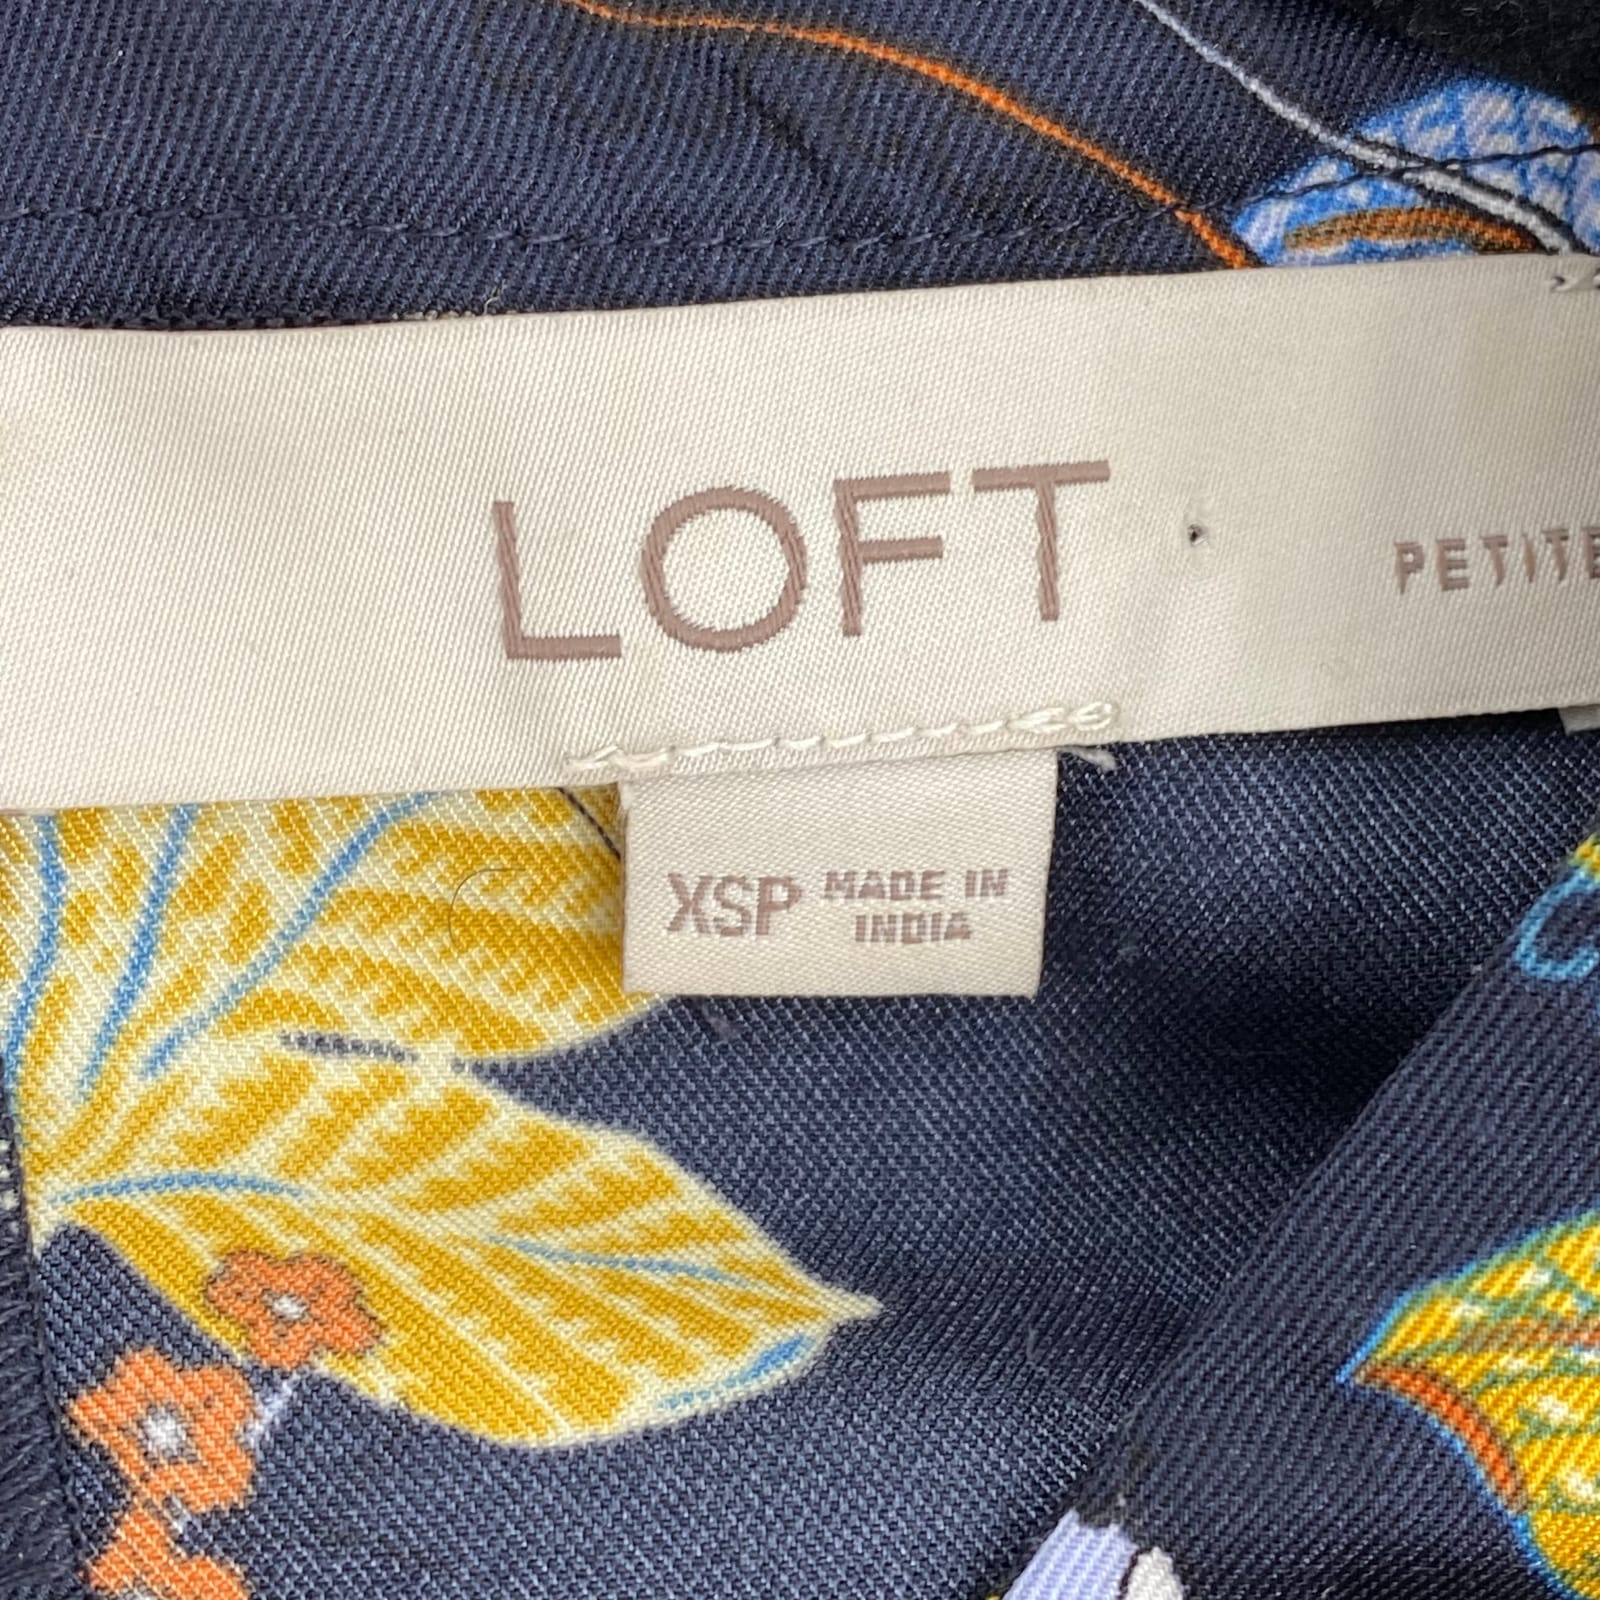 LOFT
PETITE
XSP MADE IN
INDIA